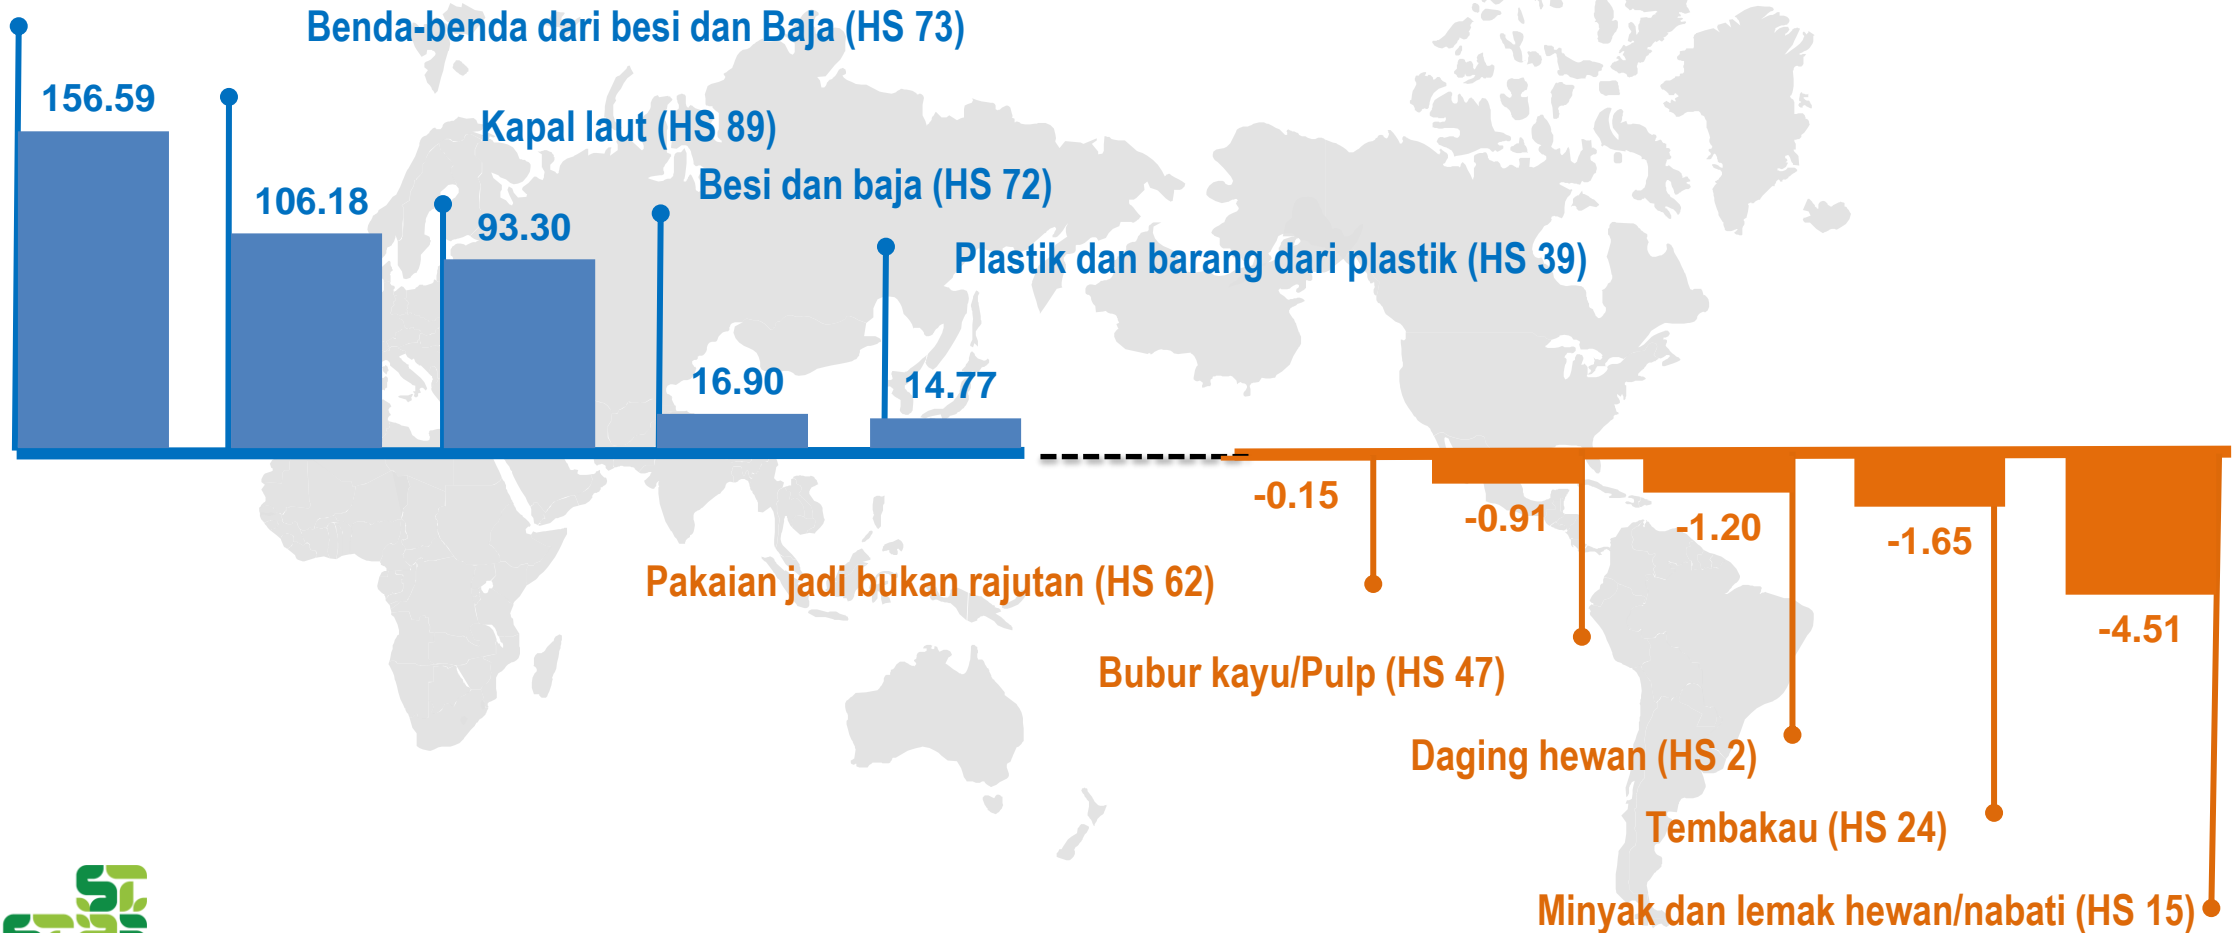 Benda-benda dari besi dan Baja (HS 73)
156.59
Kapal laut (HS 89)
106.18
Besi dan baja (HS 72)
93.30
Plastik dan barang dari plastik (HS 39)
16.90
14.77
-0.15
-0.91
-1.20
-1.65
Pakaian jadi bukan rajutan (HS 62)
-4.51
Bubur kayu/Pulp (HS 47)
Daging hewan (HS 2)
Tembakau (HS 24)
Minyak dan lemak hewan/nabati (HS 15)